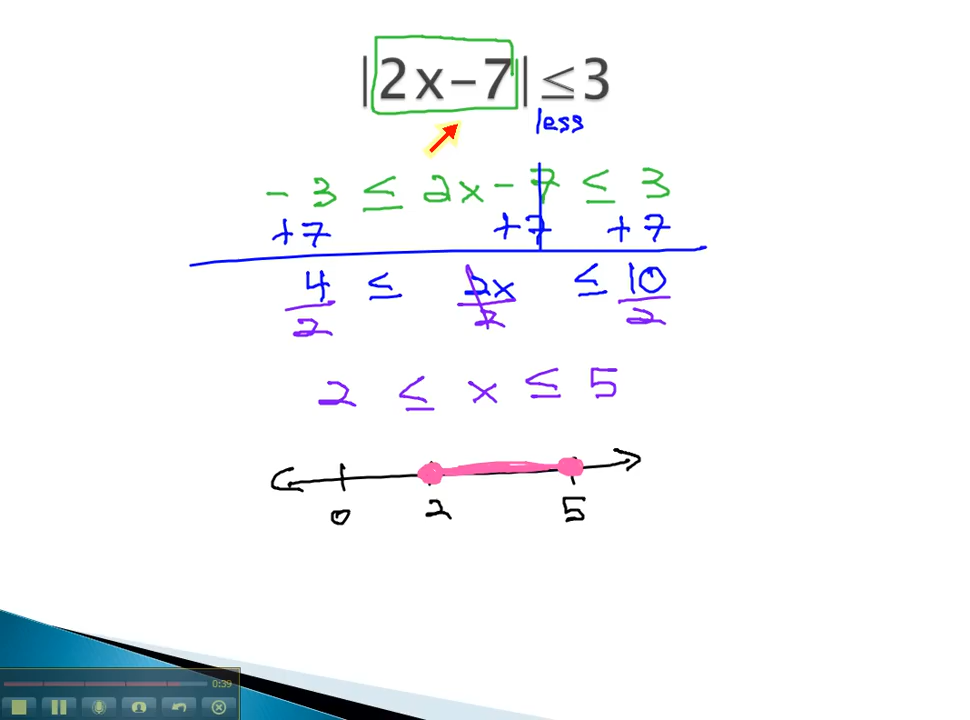 |2x-7| ≤3
less
- 3 ≤ 2x - 7 ≤ 3
+7 +7 +7
4 ≤ 2x ≤ 10
2 2 2
2 ≤ x ≤ 5
0 2 5
0:39